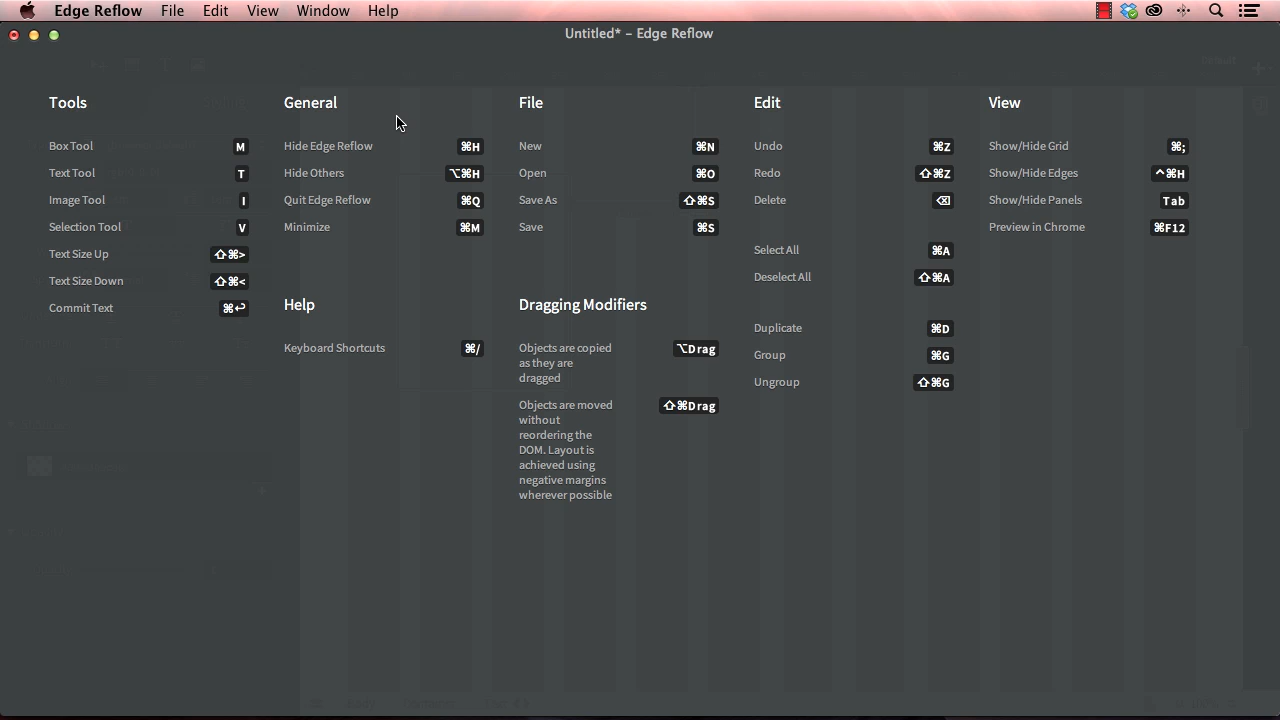 Edge Reflow File Edit View Window Help
Untitled* – Edge Reflow
Tools
Box Tool M
Text Tool T
Image Tool I
Selection Tool V
Text Size Up ⇧⌘>
Text Size Down ⇧⌘<
Commit Text ⌘↩
General
Hide Edge Reflow ⌘H
Hide Others ⌥⌘H
Quit Edge Reflow ⌘Q
Minimize ⌘M
Help
Keyboard Shortcuts ⌘/
File
New ⌘N
Open ⌘O
Save As ⇧⌘S
Save ⌘S
Dragging Modifiers
Objects are copied ⌥Drag
as they are
dragged
Objects are moved ⇧⌘Drag
without
reordering the
DOM. Layout is
achieved using
negative margins
wherever possible
Edit
Undo ⌘Z
Redo ⇧⌘Z
Delete ⌫
Select All ⌘A
Deselect All ⇧⌘A
Duplicate ⌘D
Group ⌘G
Ungroup ⇧⌘G
View
Show/Hide Grid ⌘;
Show/Hide Edges ^⌘H
Show/Hide Panels Tab
Preview in Chrome ⌘F12